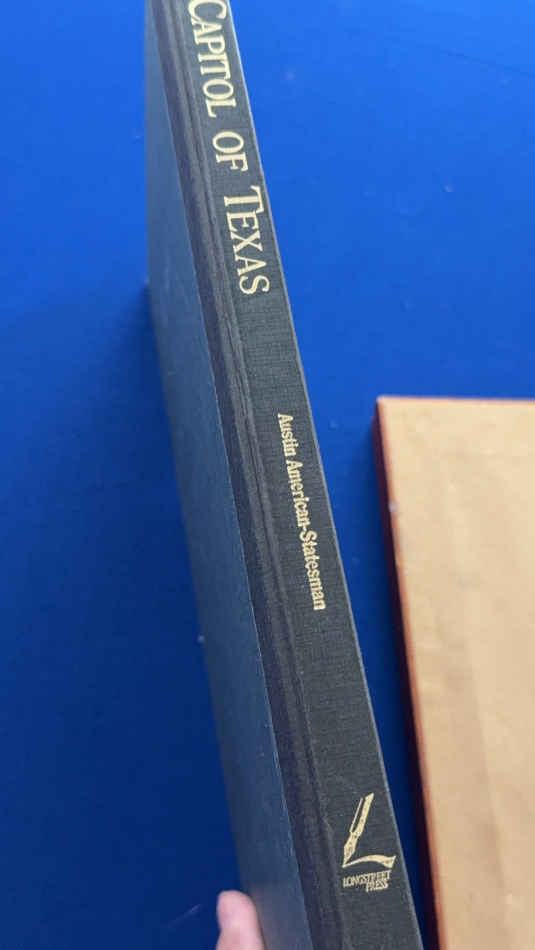 CAPITOL OF TEXAS
Austin American-Statesman
LONGSTREET
PRESS